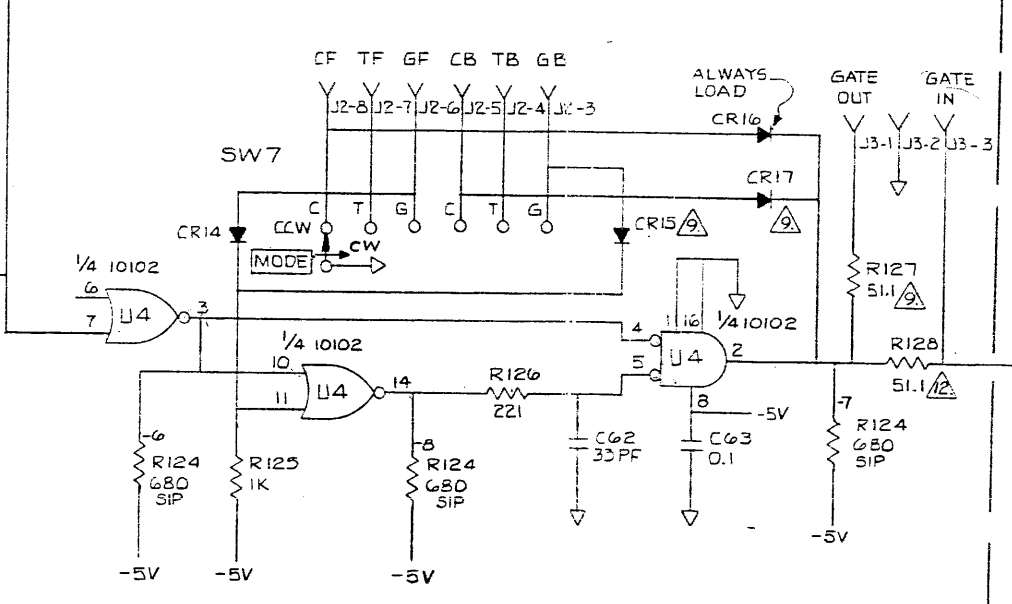 CF TF GF CB TB GB
J2-8 J2-7 J2-6 J2-5 J2-4 J2-3
ALWAYS LOAD
CR16
GATE OUT
GATE IN
J3-1 J3-2 J3-3
SW7
CR17
9.
C T G C T G
CCW
CW
MODE
CR14
CR15 9.
R127
51.1 9.
1/4 10102
6
7
U4
3
1 16
1/4 10102
4
5
U4
2
8
-5V
R128
51.1 12.
1/4 10102
10
11
U4
14
R126
221
-6
R124
680
SIP
R125
1K
-8
R124
680
SIP
C62
33PF
C63
0.1
-7
R124
680
SIP
-5V
-5V
-5V
-5V